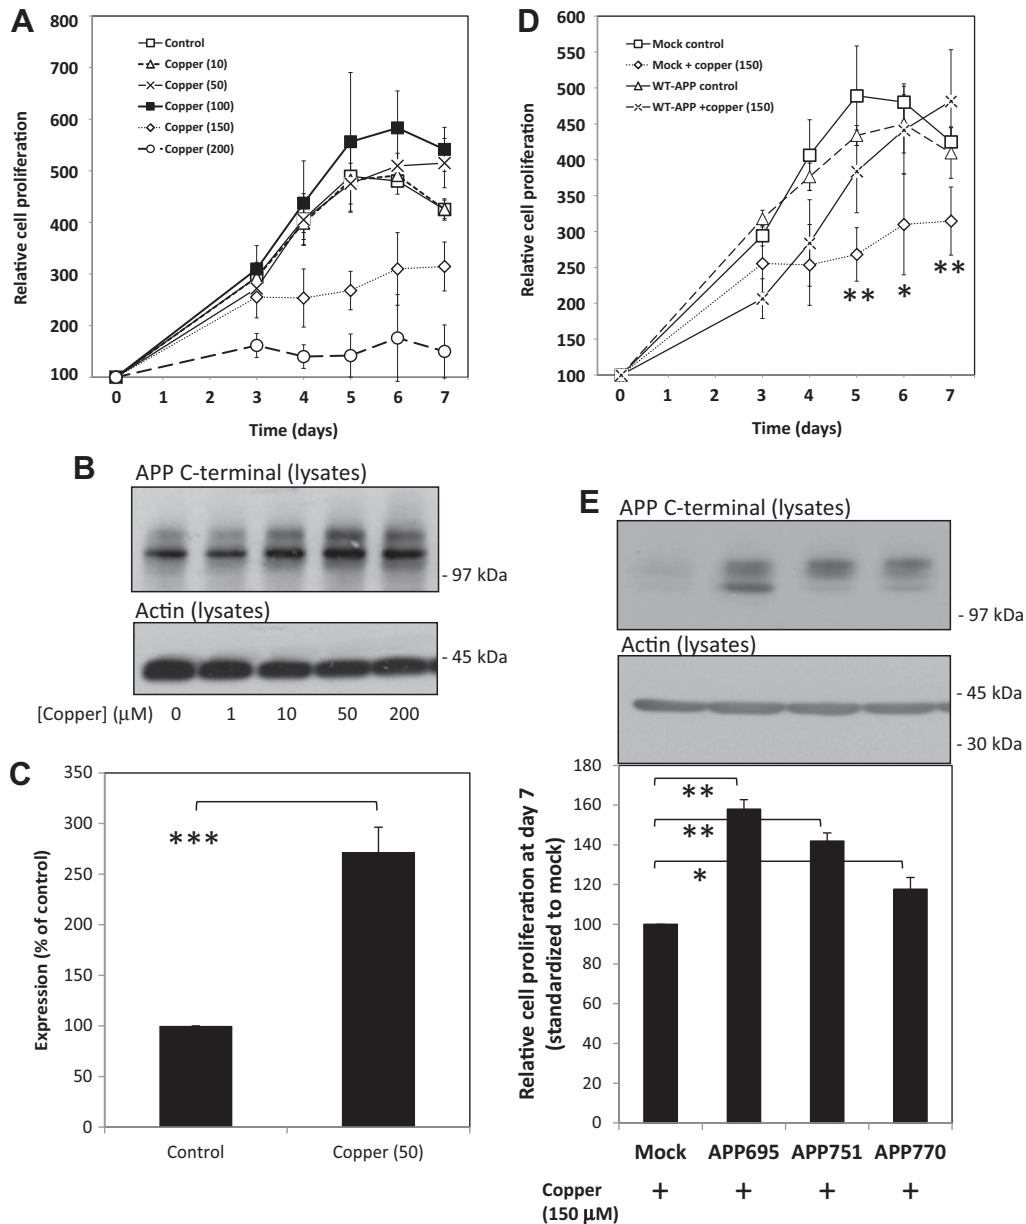 A
800
700
600
500
400
300
200
100
Relative cell proliferation
Control
Copper (10)
Copper (50)
Copper (100)
Copper (150)
Copper (200)
0 1 2 3 4 5 6 7
Time (days)
D
600
550
500
450
400
350
300
250
200
150
100
Relative cell proliferation
Mock control
Mock + copper (150)
WT-APP control
WT-APP +copper (150)
** * **
0 1 2 3 4 5 6 7
Time (days)
B
APP C-terminal (lysates)
- 97 kDa
Actin (lysates)
- 45 kDa
[Copper] (μM) 0 1 10 50 200
C
350
300
250
200
150
100
50
0
Expression (% of control)
***
Control Copper (50)
E
APP C-terminal (lysates)
- 97 kDa
Actin (lysates)
- 45 kDa
- 30 kDa
180
160
140
120
100
80
60
40
20
0
Relative cell proliferation at day 7
(standardized to mock)
**
**
*
Mock APP695 APP751 APP770
Copper + + + +
(150 μM)